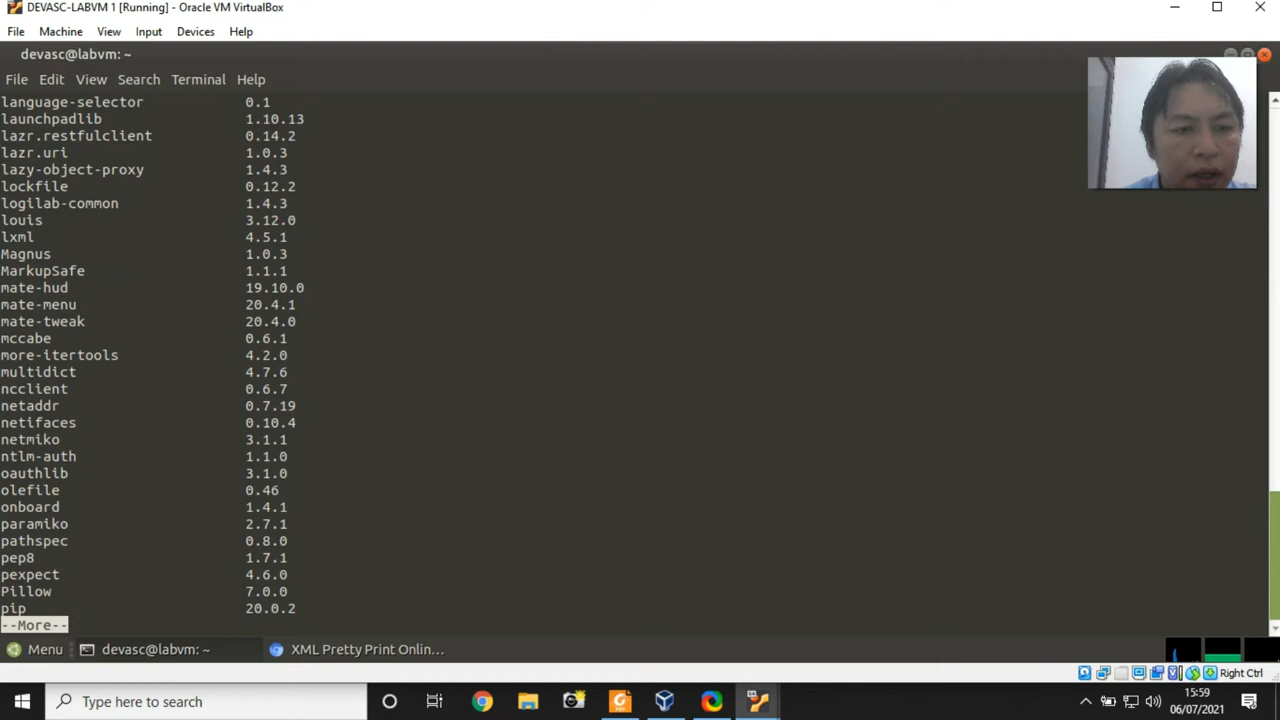 DEVASC-LABVM 1 [Running] - Oracle VM VirtualBox
File Machine View Input Devices Help
devasc@labvm: ~
File Edit View Search Terminal Help
language-selector 0.1
launchpadlib 1.10.13
lazr.restfulclient 0.14.2
lazr.uri 1.0.3
lazy-object-proxy 1.4.3
lockfile 0.12.2
logilab-common 1.4.3
louis 3.12.0
lxml 4.5.1
Magnus 1.0.3
MarkupSafe 1.1.1
mate-hud 19.10.0
mate-menu 20.4.1
mate-tweak 20.4.0
mccabe 0.6.1
more-itertools 4.2.0
multidict 4.7.6
ncclient 0.6.7
netaddr 0.7.19
netifaces 0.10.4
netmiko 3.1.1
ntlm-auth 1.1.0
oauthlib 3.1.0
olefile 0.46
onboard 1.4.1
paramiko 2.7.1
pathspec 0.8.0
pep8 1.7.1
pexpect 4.6.0
Pillow 7.0.0
pip 20.0.2
--More--
Menu devasc@labvm: ~ XML Pretty Print Onlin...
Right Ctrl
Type here to search
15:59
06/07/2021